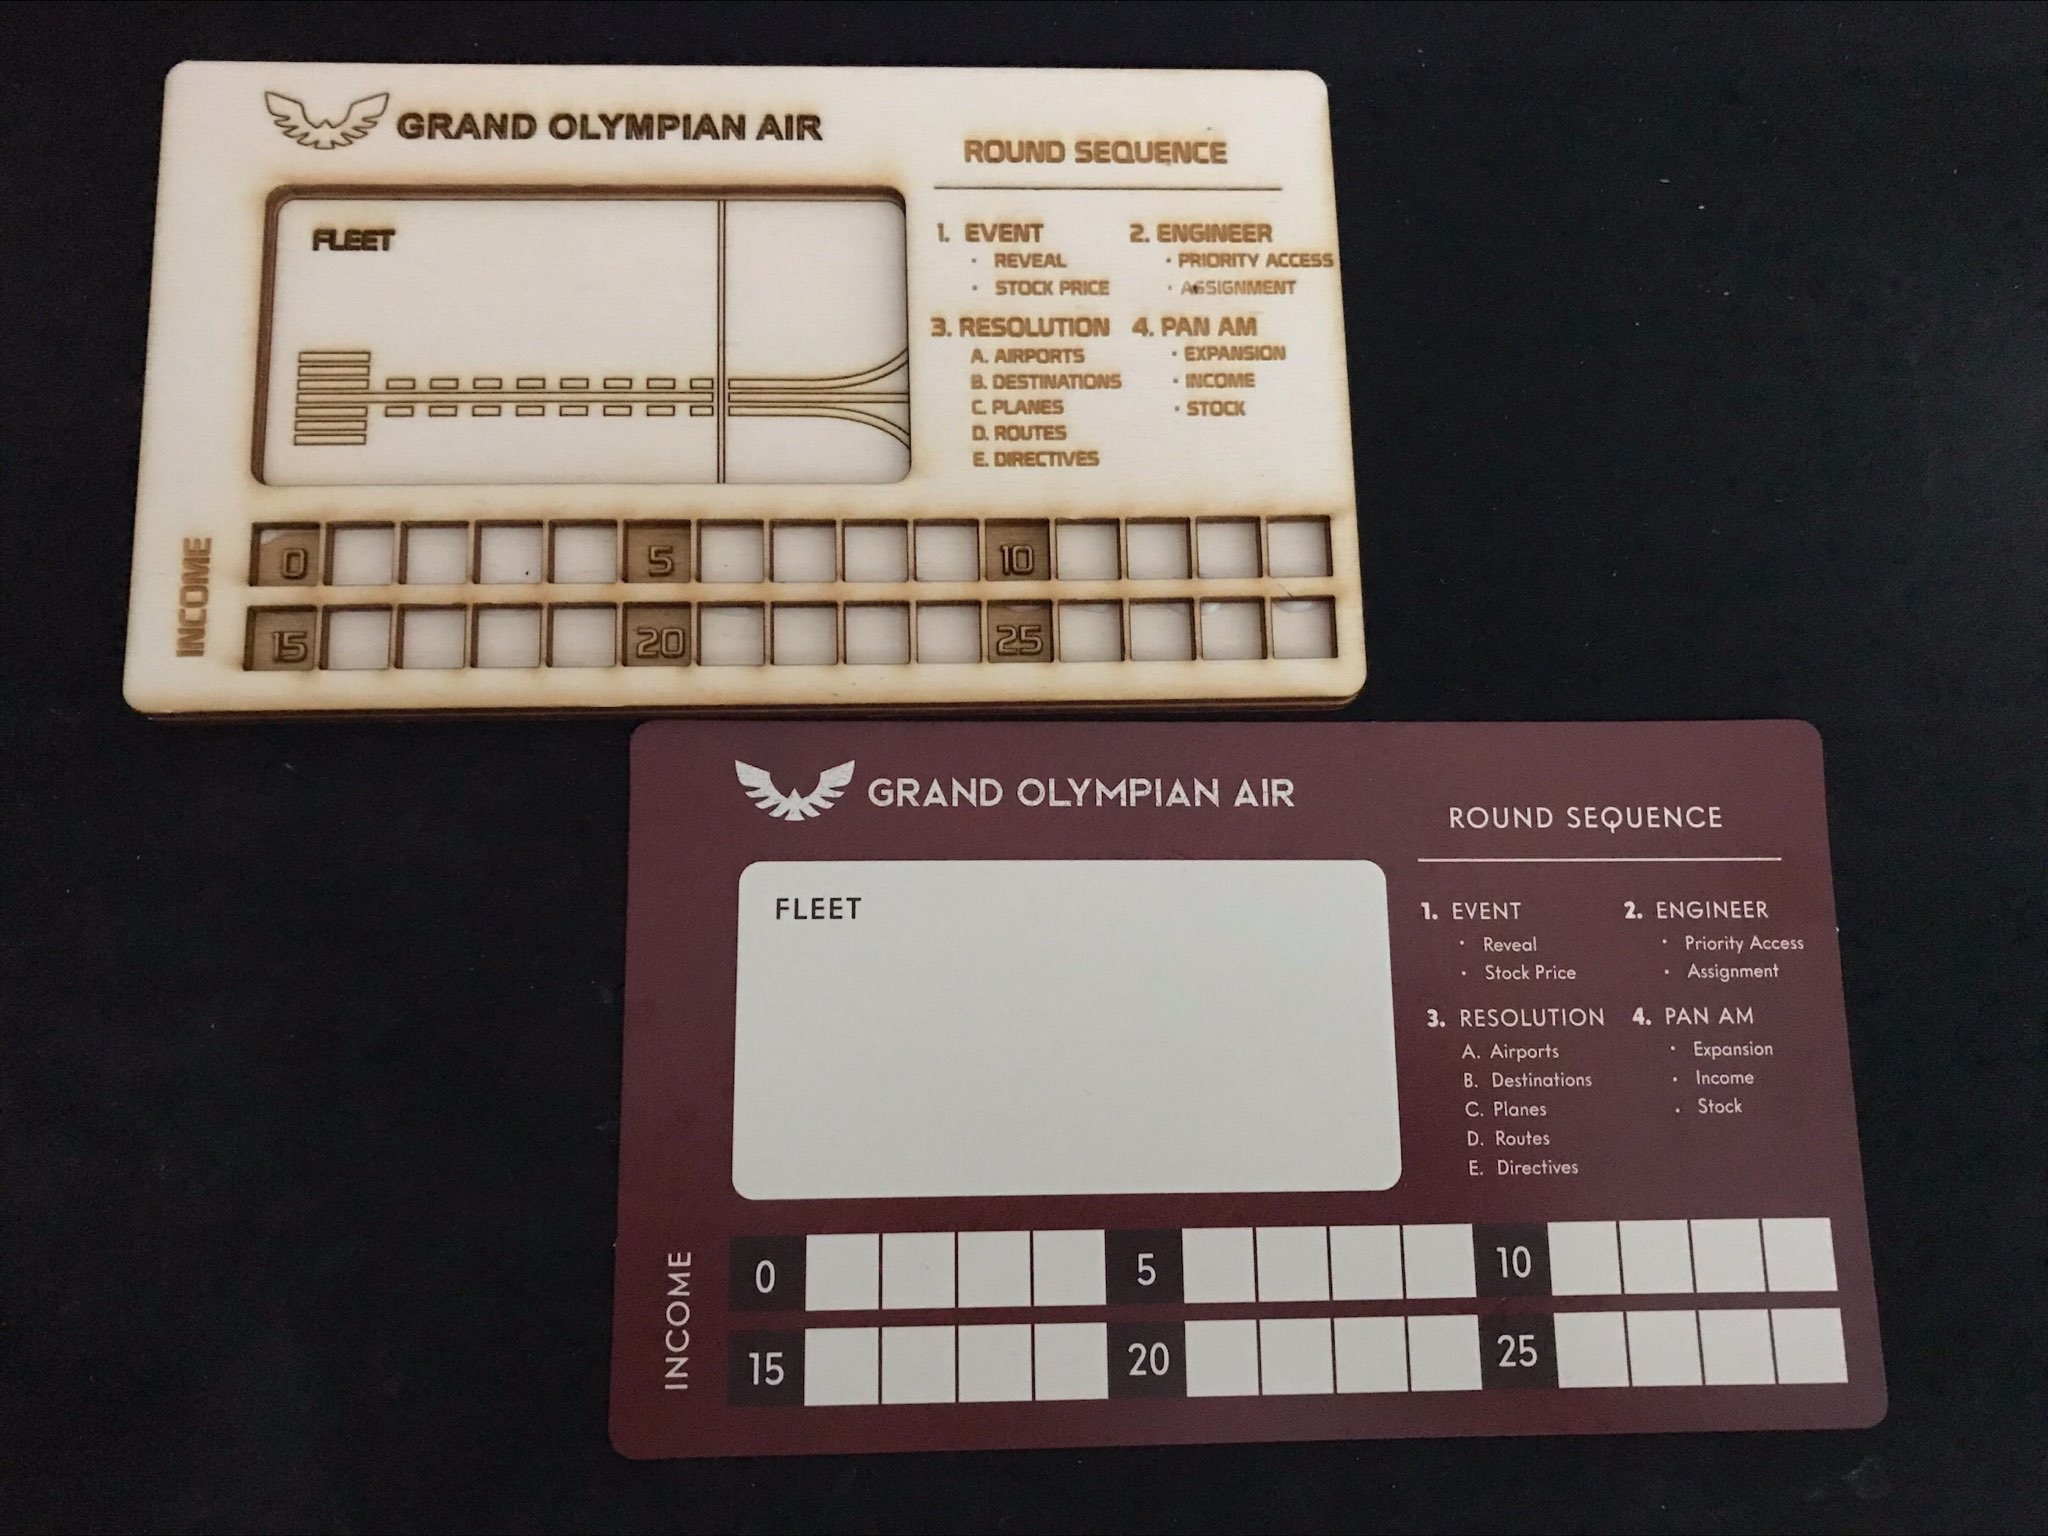 GRAND OLYMPIAN AIR
ROUND SEQUENCE
FLEET
1. EVENT
· REVEAL
· STOCK PRICE
2. ENGINEER
· PRIORITY ACCESS
· ASSIGNMENT
3. RESOLUTION
A. AIRPORTS
B. DESTINATIONS
C. PLANES
D. ROUTES
E. DIRECTIVES
4. PAN AM
· EXPANSION
· INCOME
· STOCK
INCOME
0 5 10
15 20 25
GRAND OLYMPIAN AIR
ROUND SEQUENCE
FLEET
1. EVENT
· Reveal
· Stock Price
2. ENGINEER
· Priority Access
· Assignment
3. RESOLUTION
A. Airports
B. Destinations
C. Planes
D. Routes
E. Directives
4. PAN AM
· Expansion
· Income
· Stock
INCOME
0 5 10
15 20 25